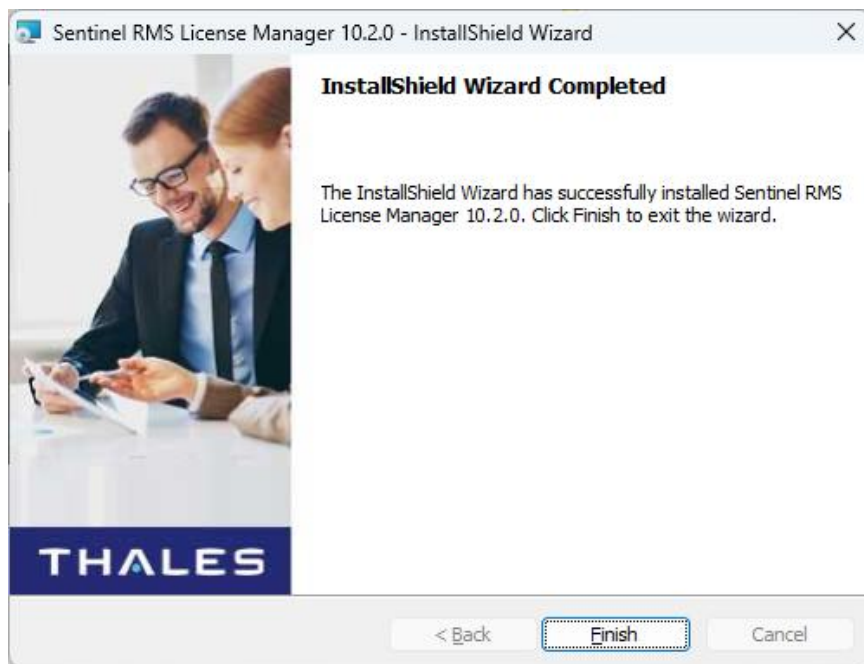 Sentinel RMS License Manager 10.2.0 - InstallShield Wizard
InstallShield Wizard Completed
The InstallShield Wizard has successfully installed Sentinel RMS
License Manager 10.2.0. Click Finish to exit the wizard.
THALES
< Back
Finish
Cancel